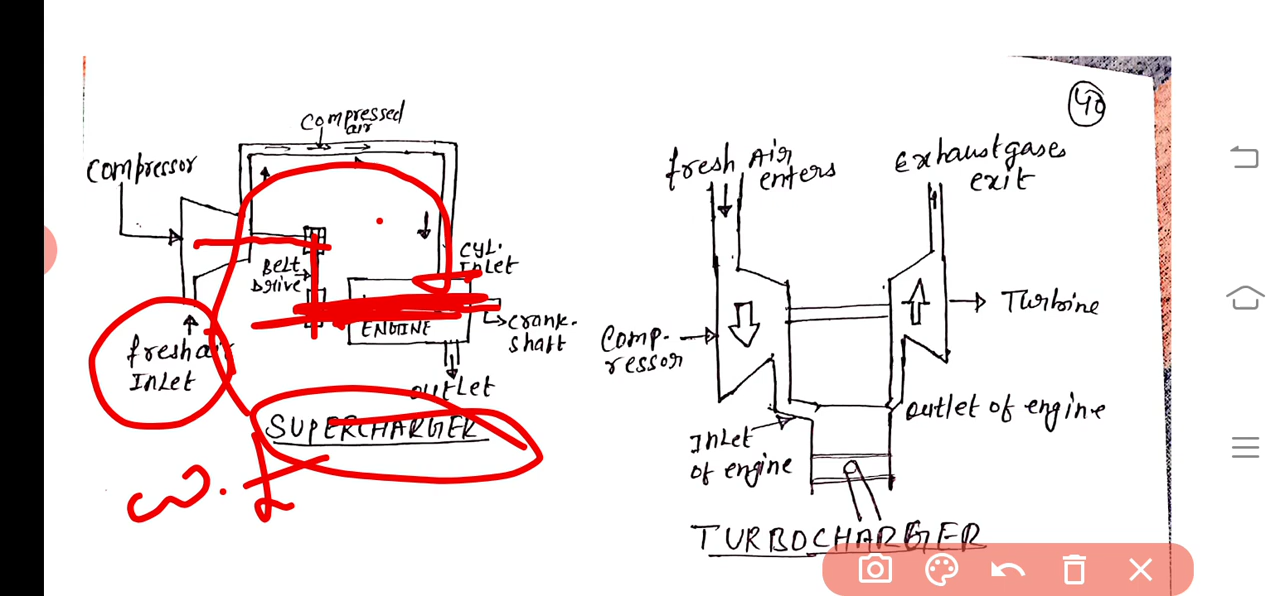 40
compressed
air
compressor
Belt
drive
CYL.
Inlet
ENGINE
crank-
shaft
fresh air
Inlet
outlet
SUPERCHARGER
fresh Air
enters
Exhaust gases
exit
Turbine
Comp-
ressor
outlet of engine
Inlet
of engine
TURBOCHARGER